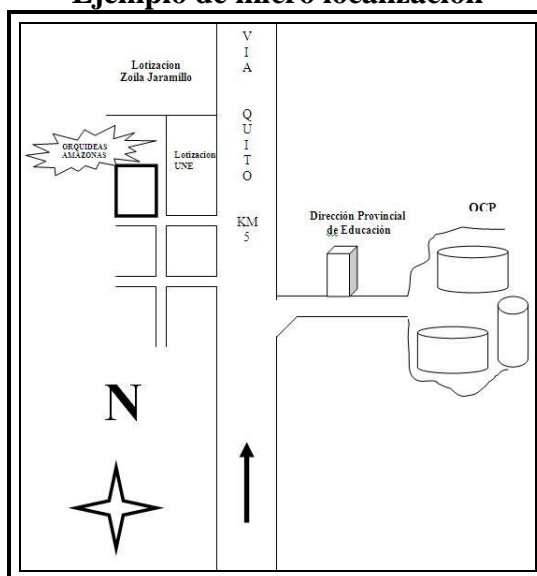 Ejemplo de micro localización
V
I
A
Q
U
I
T
O
KM
5
Lotizacion
Zoila Jaramillo
ORQUIDEAS
AMAZONAS
Lotizacion
UNE
Dirección Provincial
de Educación
OCP
N